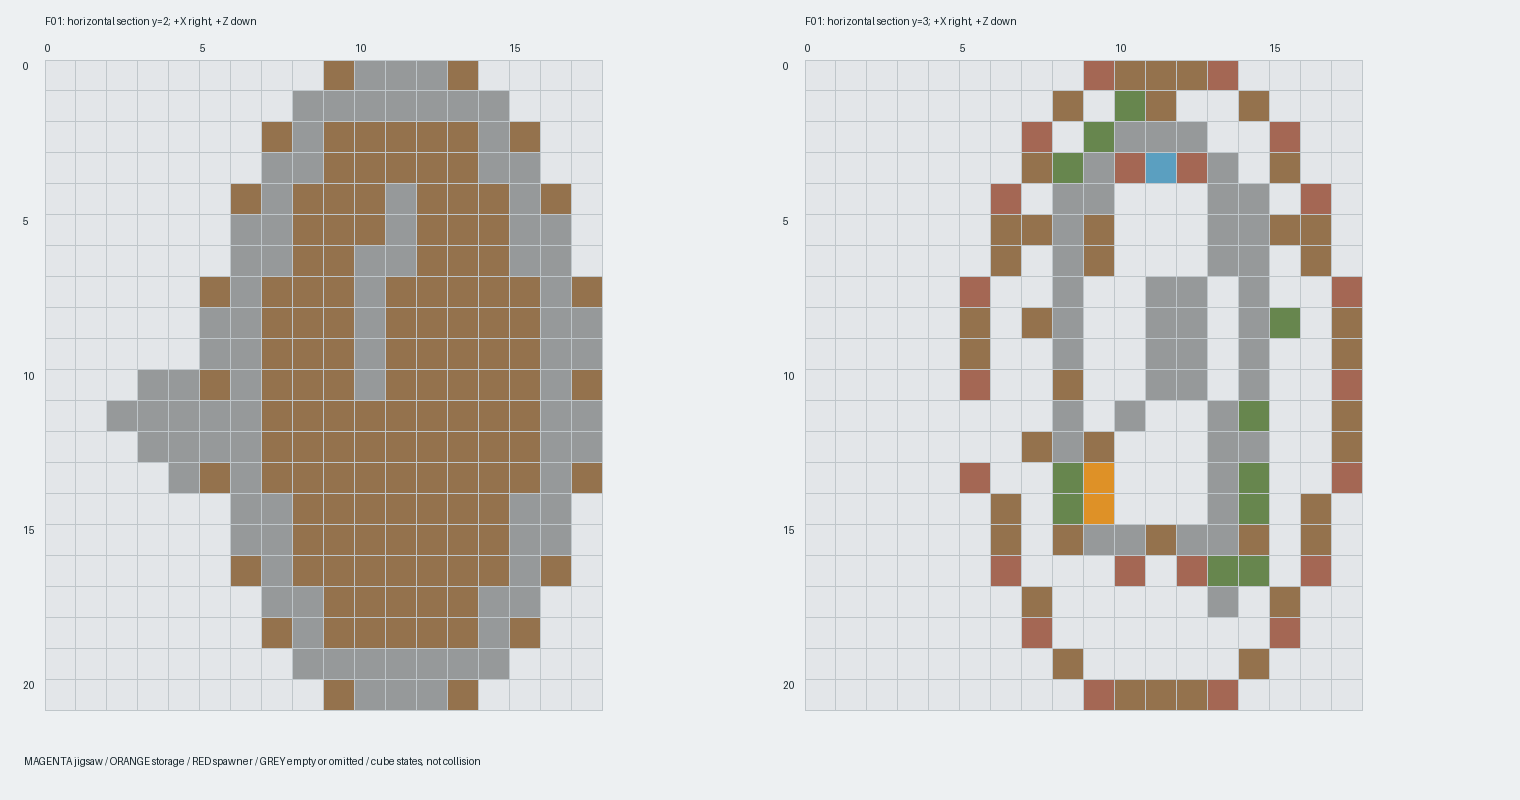 F01: horizontal section y=2; +X right, +Z down
F01: horizontal section y=3; +X right, +Z down
0 5 10 15
0 5 10 15
0 0
5 5
10 10
15 15
20 20
MAGENTA jigsaw / ORANGE storage / RED spawner / GREY empty or omitted / cube states, not collision